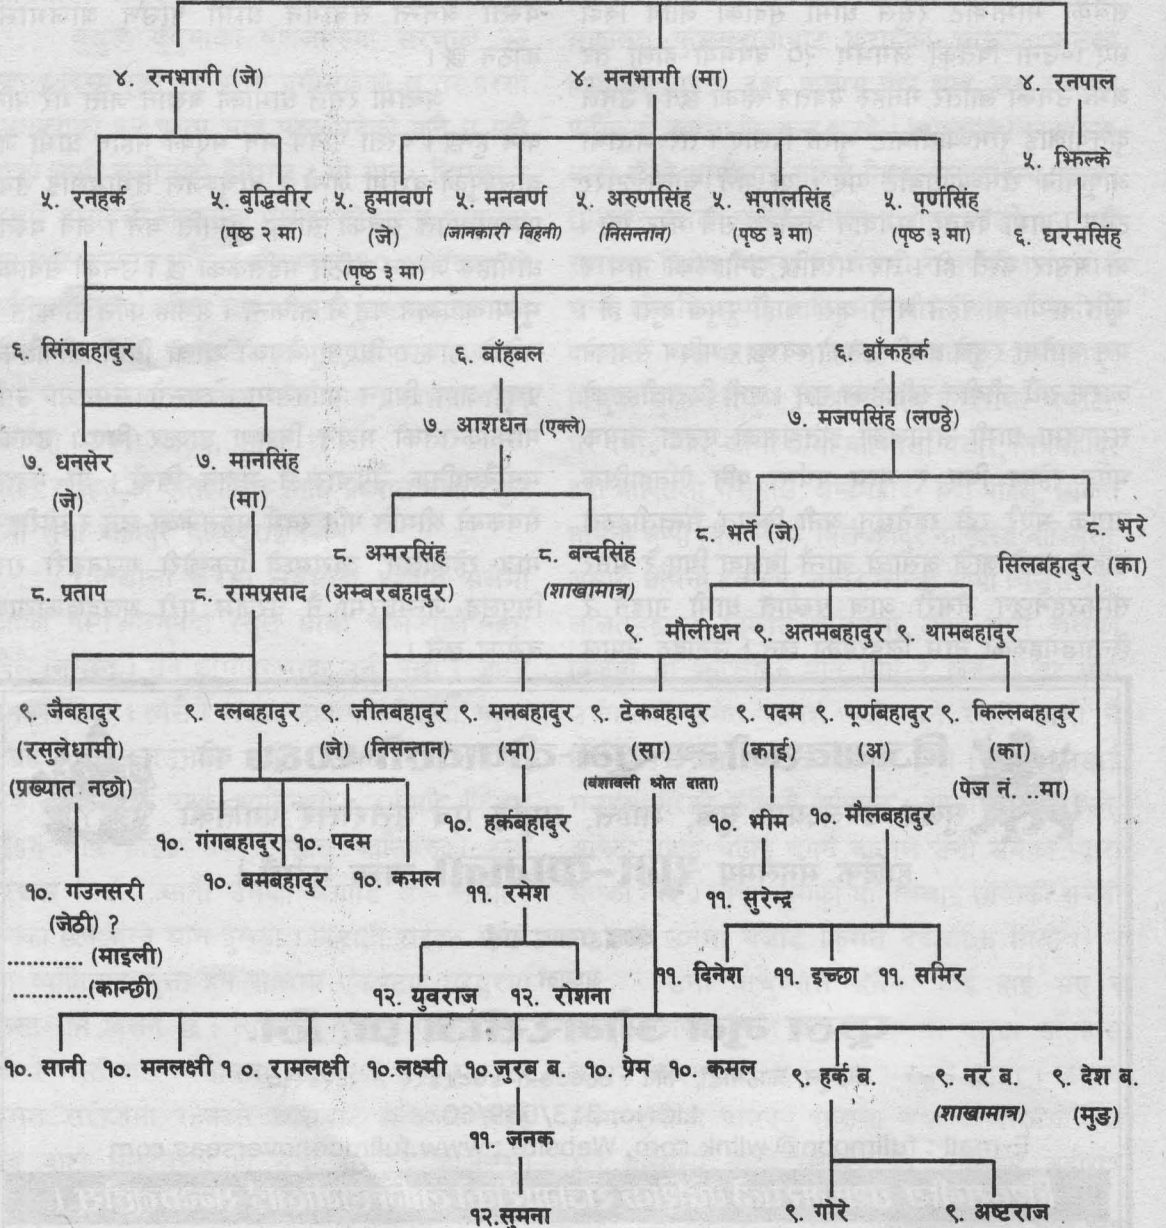 ४. रनभागी (जे) ४. मनभागी (मा) ४. रनपाल
५. झिल्के
५. रनहर्क ५. बुद्धिवीर ५. हुमावर्ण ५. मनवर्ण ५. अरुणसिंह ५. भूपालसिंह ५. पर्णसिंह
(पृष्ठ ३ मा) (जे) (जानकारी विहनी) (निसन्तान) (पृष्ठ ३ मा) (पृष्ठ ३ मा) ६. धरमसिंह
(पृष्ठ ३ मा)
६. सिंगबहादुर ६. बाँहबल ६. बाँकहर्क
७. आशधन (एक्ले) ७. मजपसिंह (लण्ठे)
७. धनसेर ७. मानसिंह
(जे) (मा)
८. भर्ते (जे) ८. भुरे
८. अमरसिंह ८. बन्दसिंह सिलबहादुर (का)
८. प्रताप ८. रामप्रसाद (अम्बरबहादुर) (शाखामात्र)
९. मौलीधन ९. अतमबहादुर ९. थामबहादुर
९. जैबहादुर ९. दलबहादुर ९. जीतबहादुर ९. मनबहादुर ९. टेकबहादुर ९. पदम ९. पूर्णबहादुर ९. किल्लबहादुर
(रसुलेधामी) (जे) (निसन्तान) (मा) (सा) (काई) (अ) (का)
(प्रख्यात नछो) (वंशावली श्रोत दाता) (पेज नं. .. मा)
१०. हर्कबहादुर १०. भीम १०. मौलबहादुर
१०. गंगबहादुर १०. पदम
१०. गउनसरी १०. बमबहादुर १०. कमल ११. रमेश ११. सुरेन्द्र
(जेठी) ?
............. (माइली) ११. दिनेश ११. इच्छा ११. समिर
.............(कान्छी) १२. युवराज १२. रोशना
१०. सानी १०. मनलक्षी १०. रामलक्षी १०.लक्ष्मी १०.जुरब ब. १०. प्रेम १०. कमल ९. हर्क ब. ९. नर ब. ९. देश ब.
(शाखामात्र) (मुड)
११. जनक
१२.सुमना ९. गोरे ९. अष्टराज